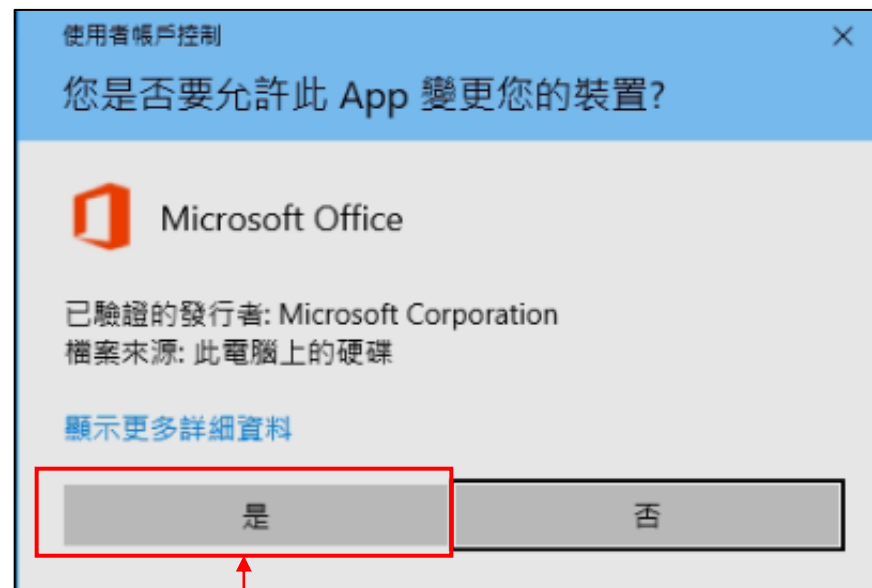 使用者帳戶控制
您是否要允許此 App 變更您的裝置?
Microsoft Office
已驗證的發行者: Microsoft Corporation
檔案來源: 此電腦上的硬碟
顯示更多詳細資料
是
否